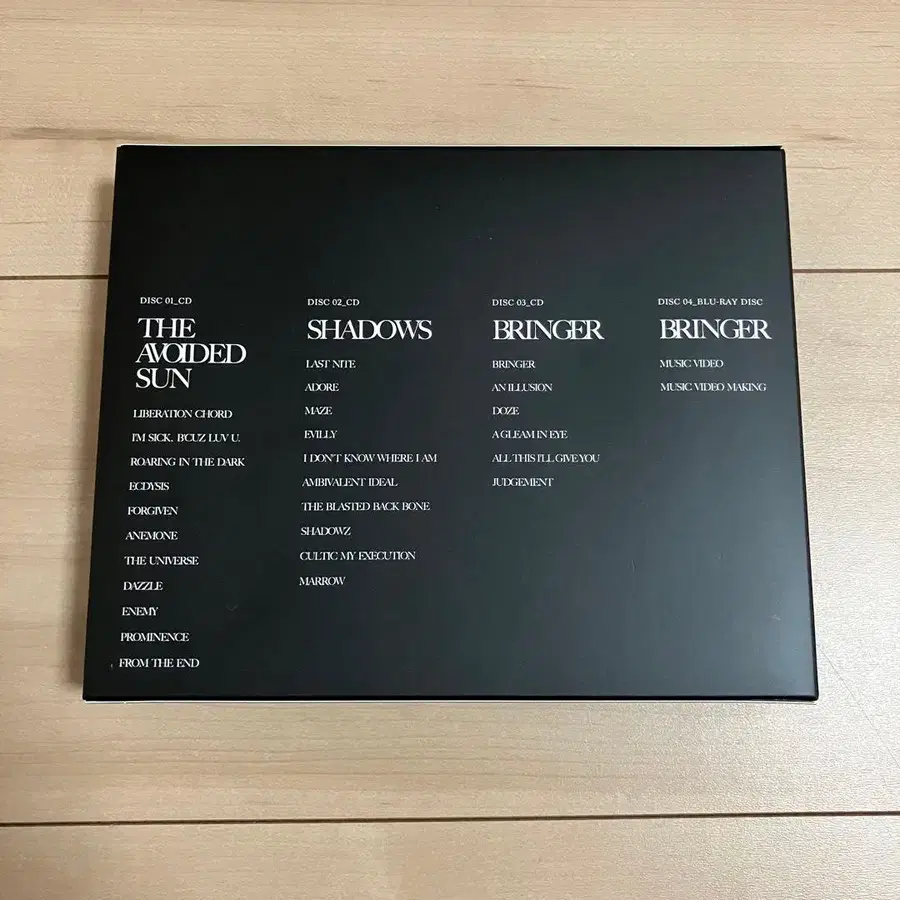 DISC 01_CD
THE
AVOIDED
SUN
LIBERATION CHORD
I'M SICK. B'CUZ LUV U.
ROARING IN THE DARK
ECDYSIS
FORGIVEN
ANEMONE
THE UNIVERSE
DAZZLE
ENEMY
PROMINENCE
FROM THE END
DISC 02_CD
SHADOWS
LAST NITE
ADORE
MAZE
EVILLY
I DON'T KNOW WHERE I AM
AMBIVALENT IDEAL
THE BLASTED BACK BONE
SHADOWZ
CULTIC MY EXECUTION
MARROW
DISC 03_CD
BRINGER
BRINGER
AN ILLUSION
DOZE
A GLEAM IN EYE
ALL THIS I'LL GIVE YOU
JUDGEMENT
DISC 04_BLU-RAY DISC
BRINGER
MUSIC VIDEO
MUSIC VIDEO MAKING